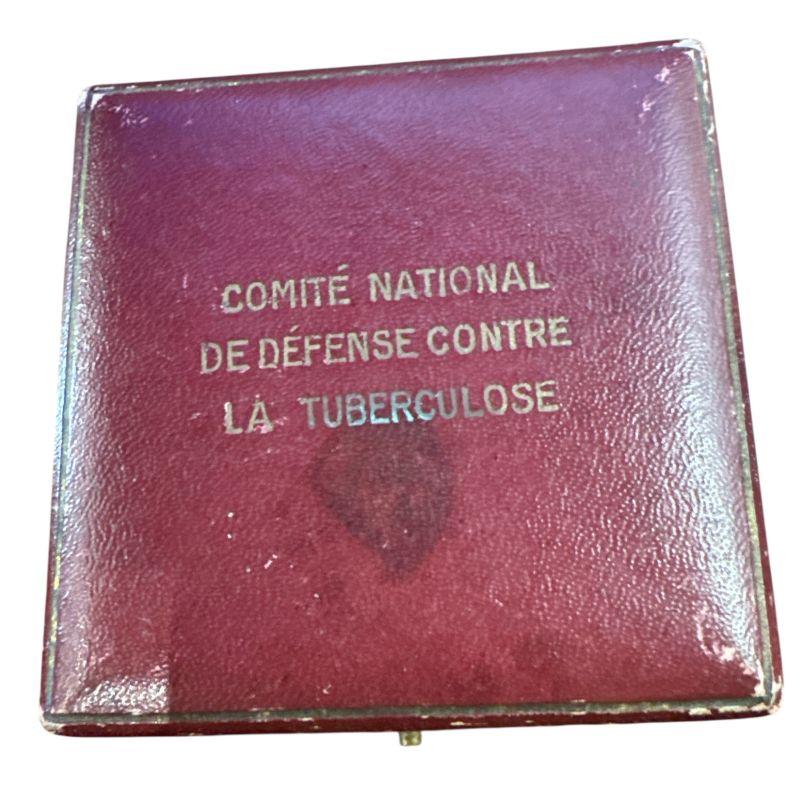 COMITÉ NATIONAL
DE DÉFENSE CONTRE
LA TUBERCULOSE